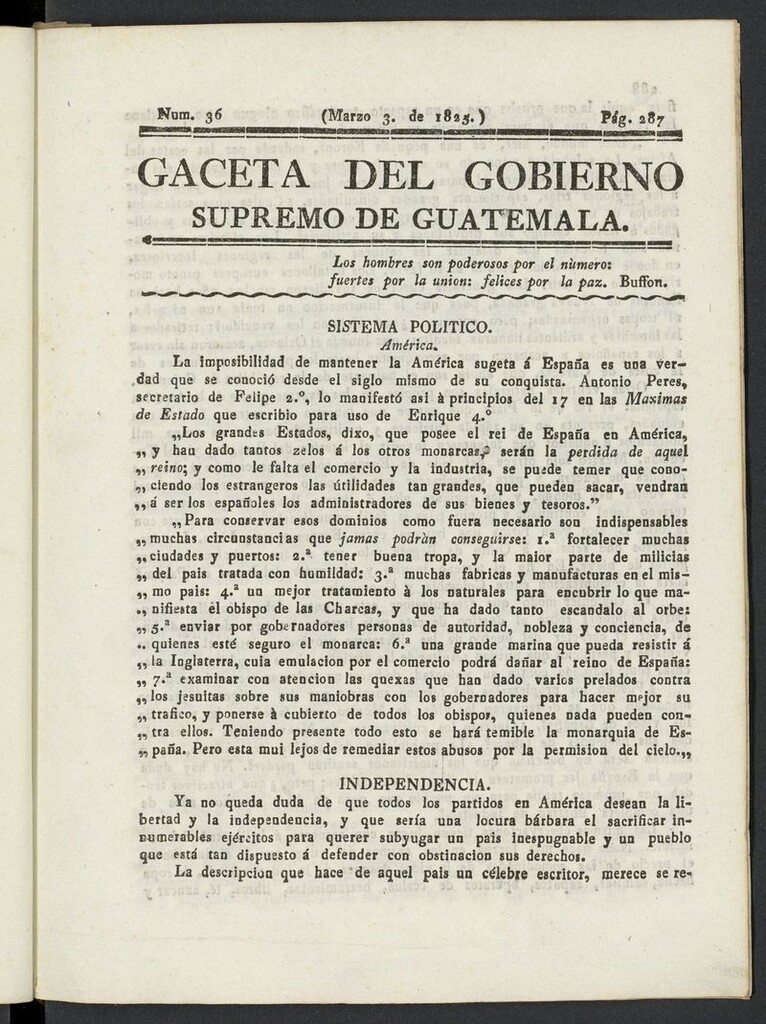 Num. 36 (Marzo 3. de 1825.) Pág. 287
GACETA DEL GOBIERNO
SUPREMO DE GUATEMALA.
Los hombres son poderosos por el nùmero:
fuertes por la union: felices por la paz. Buffon.
SISTEMA POLITICO.
América.
La imposibilidad de mantener la América sugeta á España es una ver-
dad que se conoció desde el siglo mismo de su conquista. Antonio Peres,
secretario de Felipe 2.º, lo manifestó asi à principios del 17 en las Maximas
de Estado que escribio para uso de Enrique 4.º
„Los grandes Estados, dixo, que posee el rei de España en América,
„ y han dado tantos zelos á los otros monarcas, serán la perdida de aquel
„ reino; y como le falta el comercio y la industria, se puede temer que cono-
„ ciendo los estrangeros las útilidades tan grandes, que pueden sacar, vendran
„ á ser los españoles los administradores de sus bienes y tesoros.”
„Para conservar esos dominios como fuera necesario son indispensables
„ muchas circunstancias que jamas podràn conseguirse: 1.ª fortalecer muchas
„ ciudades y puertos: 2.ª tener buena tropa, y la maior parte de milicias
„ del pais tratada con humildad: 3.ª muchas fabricas y manufacturas en el mis-
„ mo pais: 4.ª un mejor tratamiento à los naturales para encubrir lo que ma-
„ nifiesta él obispo de las Charcas, y que ha dado tanto escandalo al orbe:
„ 5.ª enviar por gobernadores personas de autoridad, nobleza y conciencia, de
„ quienes esté seguro el monarca: 6.ª una grande marina que pueda resistir á
„ la Inglaterra, cuia emulacion por el comercio podrá dañar al reino de España:
„ 7.ª examinar con atencion las quexas que han dado varios prelados contra
„ los jesuitas sobre sus maniobras con los gobernadores para hacer mejor su
„ trafico, y ponerse à cubierto de todos los obispos, quienes nada pueden con-
„ tra ellos. Teniendo presente todo esto se hará temible la monarquia de Es-
„ paña. Pero esta mui lejos de remediar estos abusos por la permision del cielo.„
INDEPENDENCIA.
Ya no queda duda de que todos los partidos en América desean la li-
bertad y la independencia, y que sería una locura bárbara el sacrificar in-
numerables ejércitos para querer subyugar un pais inespugnable y un pueblo
que está tan dispuesto á defender con obstinacion sus derechos.
La descripcion que hace de aquel pais un célebre escritor, merece se re-